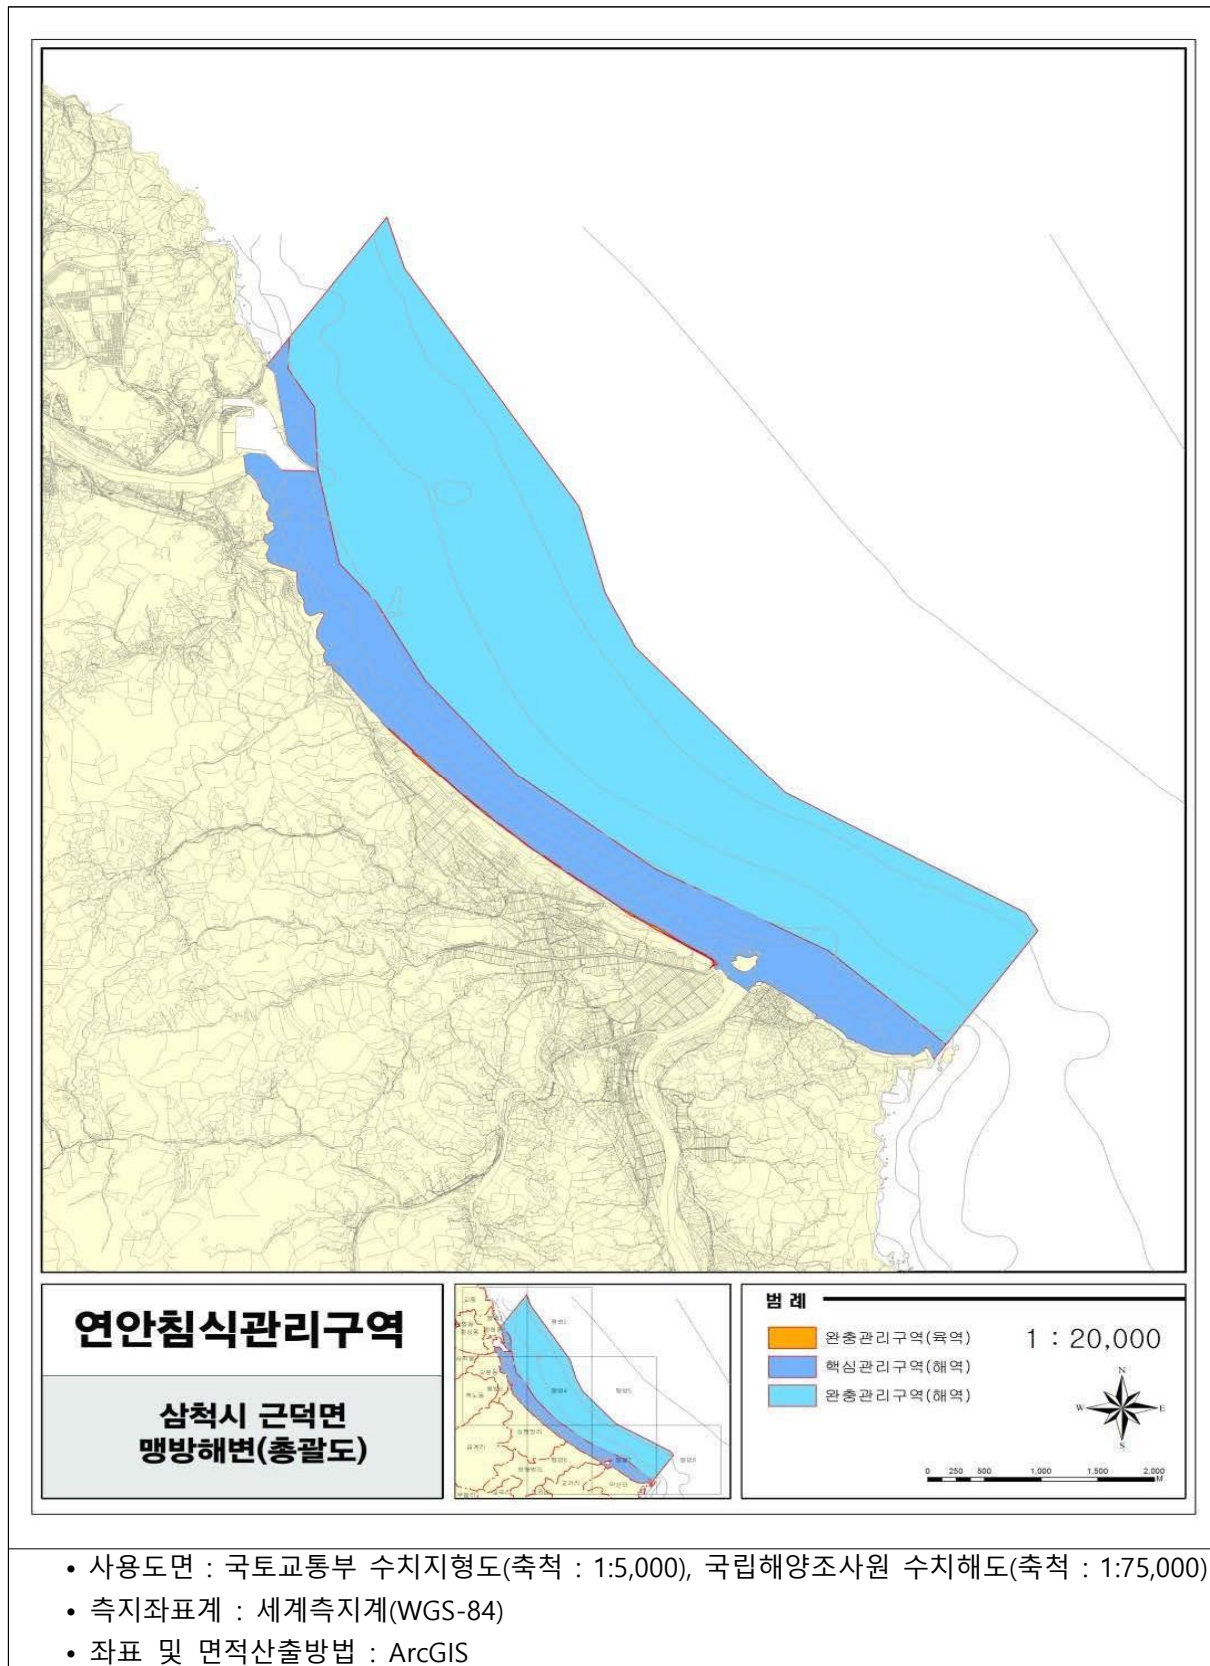 연안침식관리구역
삼척시 근덕면
맹방해변(총괄도)
범 례
완충관리구역(육역)
핵심관리구역(해역)
완충관리구역(해역)
1 : 20,000
N
W
E
S
0 250 500 1,000 1,500 2,000
M
• 사용도면 : 국토교통부 수치지형도(축척 : 1:5,000), 국립해양조사원 수치해도(축척 : 1:75,000)
• 측지좌표계 : 세계측지계(WGS-84)
• 좌표 및 면적산출방법 : ArcGIS